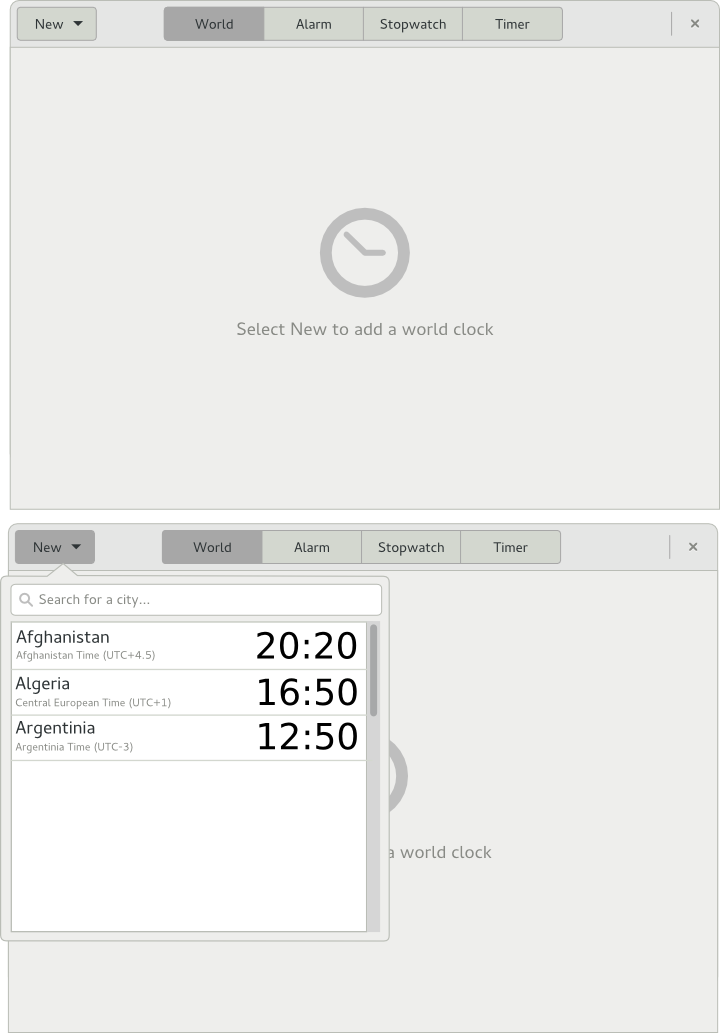 New World Alarm Stopwatch Timer
Select New to add a world clock
New World Alarm Stopwatch Timer
Search for a city...
Afghanistan 20:20
Afghanistan Time (UTC+4.5)
Algeria 16:50
Central European Time (UTC+1)
Argentinia 12:50
Argentinia Time (UTC-3)
a world clock